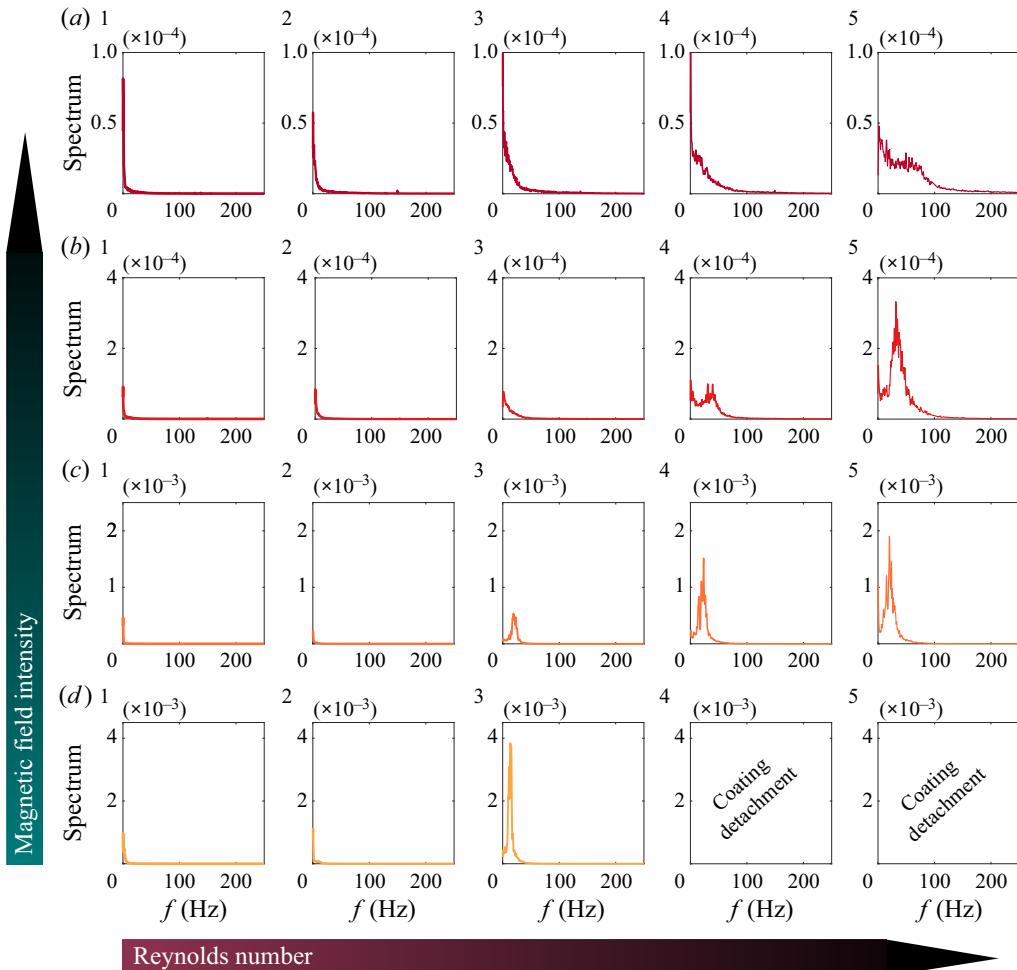 (a) 1 2 3 4 5
(×10⁻⁴) (×10⁻⁴) (×10⁻⁴) (×10⁻⁴) (×10⁻⁴)
1.0 1.0 1.0 1.0 1.0
Spectrum
0.5 0.5 0.5 0.5 0.5
0 100 200 0 100 200 0 100 200 0 100 200 0 100 200
(b) 1 2 3 4 5
(×10⁻⁴) (×10⁻⁴) (×10⁻⁴) (×10⁻⁴) (×10⁻⁴)
4 4 4 4 4
Spectrum
2 2 2 2 2
0 100 200 0 100 200 0 100 200 0 100 200 0 100 200
(c) 1 2 3 4 5
(×10⁻³) (×10⁻³) (×10⁻³) (×10⁻³) (×10⁻³)
2 2 2 2 2
Spectrum
1 1 1 1 1
0 100 200 0 100 200 0 100 200 0 100 200 0 100 200
(d) 1 2 3 4 5
(×10⁻³) (×10⁻³) (×10⁻³) (×10⁻³) (×10⁻³)
4 4 4 4 4
Spectrum
2 2 2 2 2
Coating
detachment
Coating
detachment
0 100 200 0 100 200 0 100 200 0 100 200 0 100 200
f (Hz) f (Hz) f (Hz) f (Hz) f (Hz)
Magnetic field intensity
Reynolds number